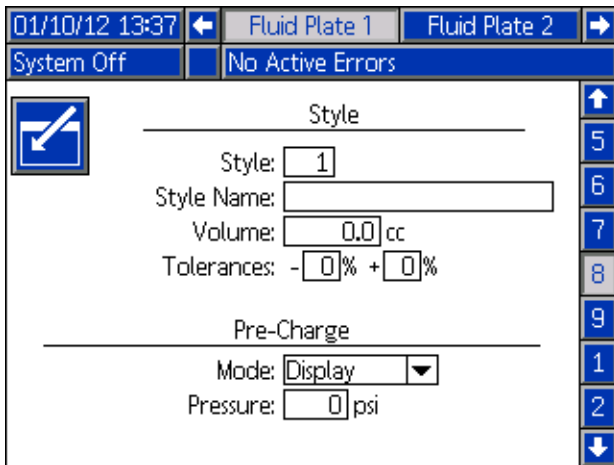 01/10/12 13:37 Fluid Plate 1 Fluid Plate 2
System Off No Active Errors
Style
Style: 1
Style Name:
Volume: 0.0 cc
Tolerances: - 0 % + 0 %
Pre-Charge
Mode: Display
Pressure: 0 psi
5
6
7
8
9
1
2